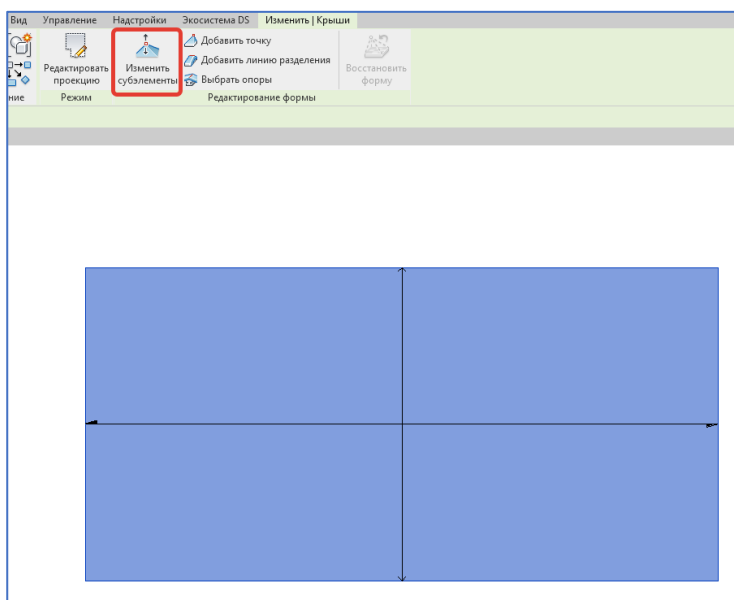 Вид Управление Надстройки Экосистема DS Изменить | Крыши
Редактировать проекцию
Изменить субэлементы
Добавить точку
Добавить линию разделения
Выбрать опоры
Восстановить форму
ние Режим Редактирование формы